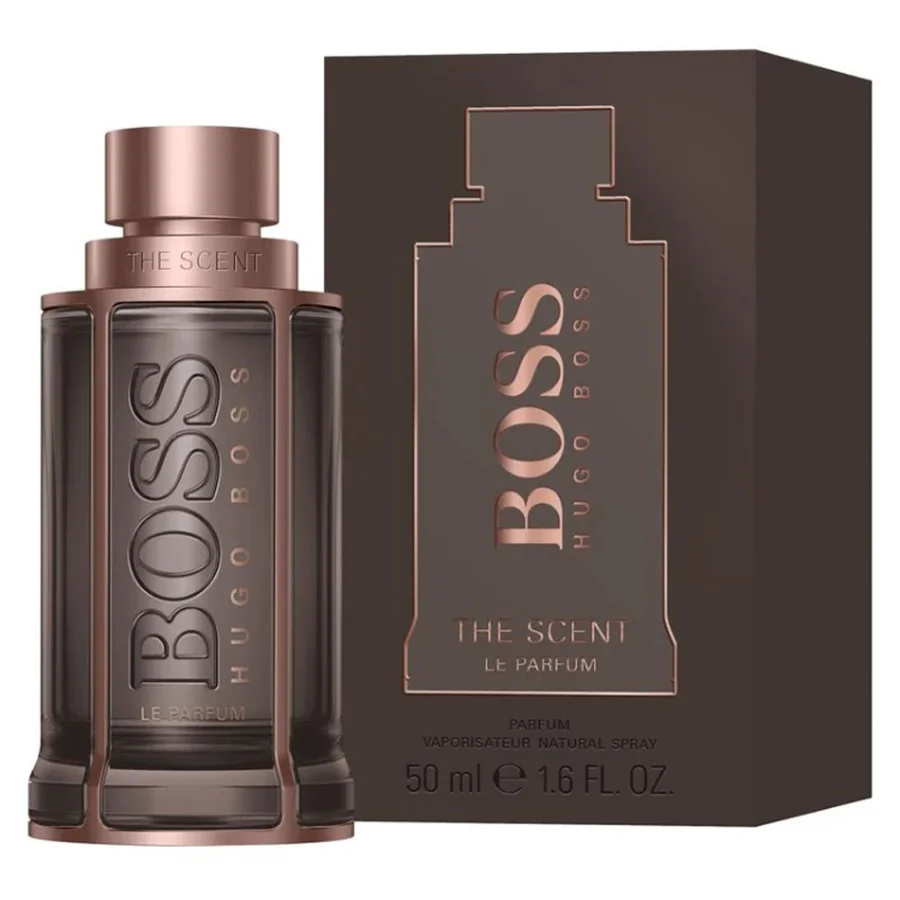 THE SCENT
BOSS
HUGO BOSS
LE PARFUM
BOSS
HUGO BOSS
THE SCENT
LE PARFUM
PARFUM
VAPORISATEUR NATURAL SPRAY
50 ml ℮ 1.6 FL. OZ.